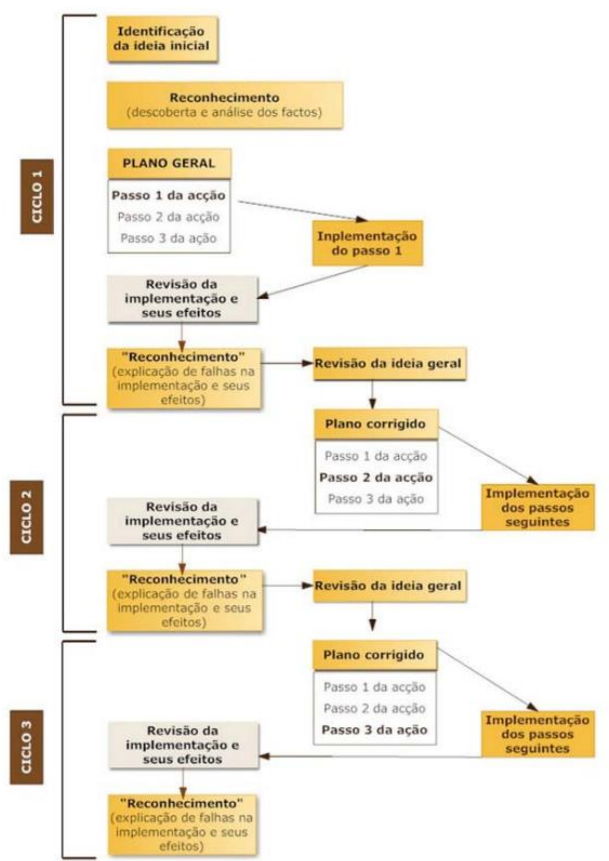 Identificação
da ideia inicial
Reconhecimento
(descoberta e análise dos factos)
CICLO 1
PLANO GERAL
Passo 1 da acção
Passo 2 da acção
Passo 3 da ação
Inplementação
do passo 1
Revisão da
implementação e
seus efeitos
"Reconhecimento"
(explicação de falhas na
implementação e seus
efeitos)
Revisão da ideia geral
CICLO 2
Plano corrigido
Passo 1 da acção
Passo 2 da acção
Passo 3 da ação
Implementação
dos passos
seguintes
Revisão da
implementação e
seus efeitos
"Reconhecimento"
(explicação de falhas na
implementação e seus
efeitos)
Revisão da ideia geral
CICLO 3
Plano corrigido
Passo 1 da acção
Passo 2 da acção
Passo 3 da ação
Implementação
dos passos
seguintes
Revisão da
implementação e
seus efeitos
"Reconhecimento"
(explicação de falhas na
implementação e seus
efeitos)